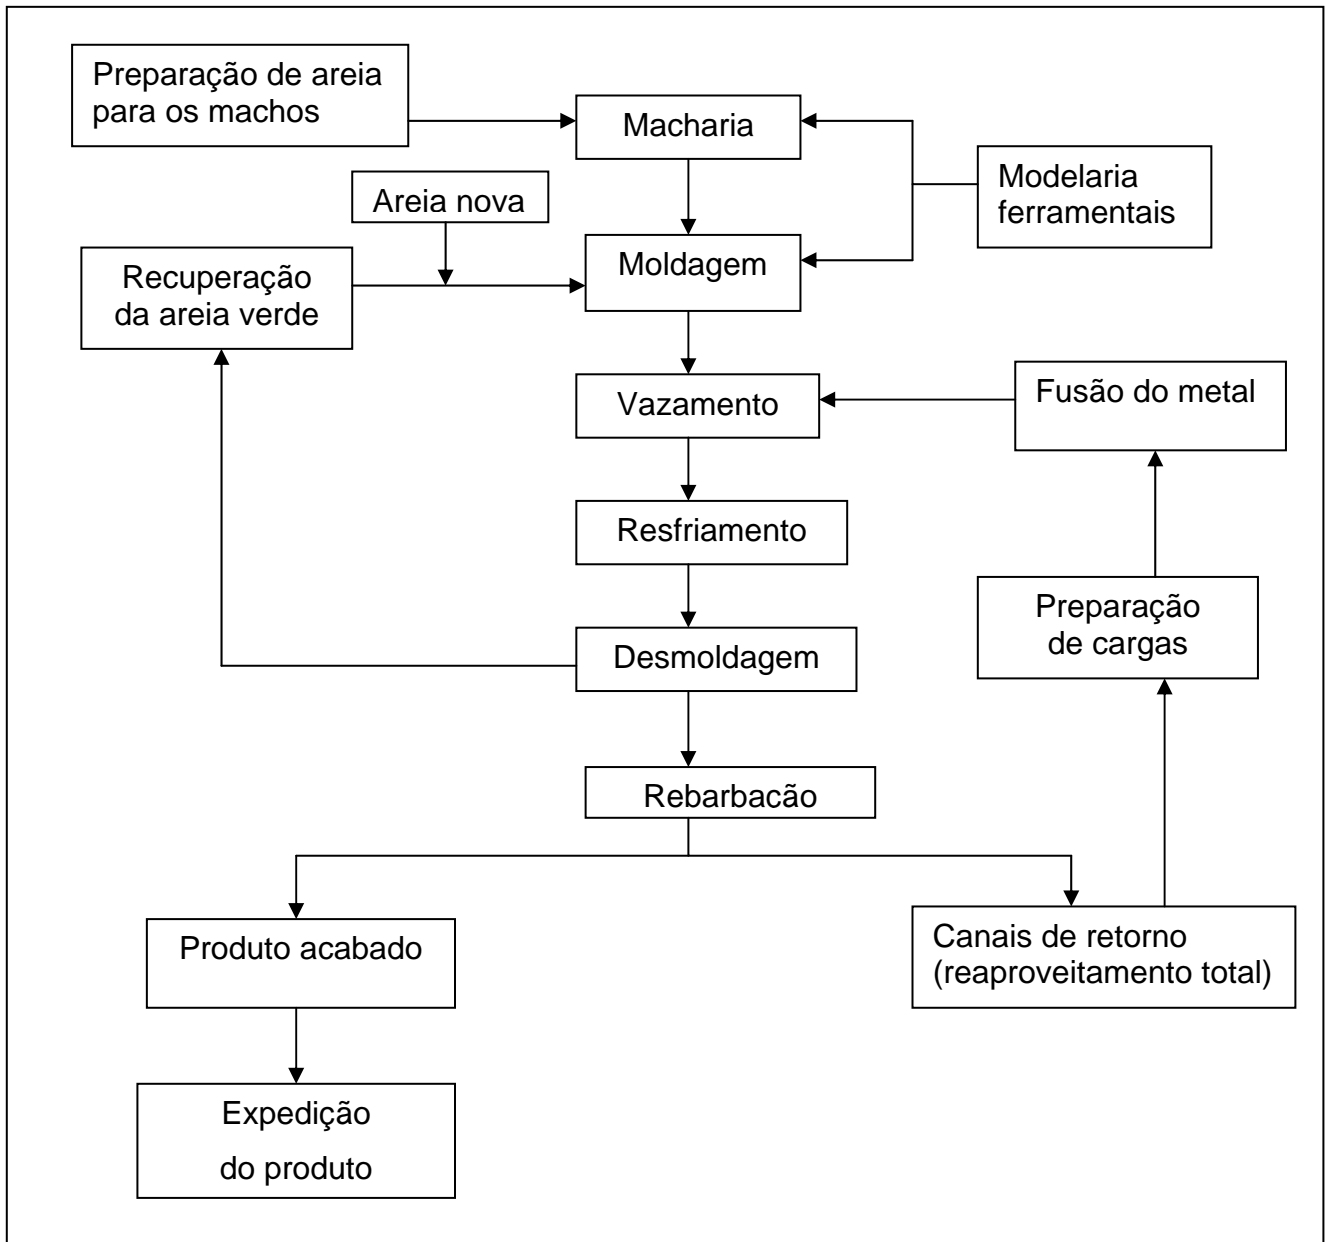 Preparação de areia
para os machos
Macharia
Modelaria
ferramentais
Areia nova
Moldagem
Recuperação
da areia verde
Vazamento
Fusão do metal
Resfriamento
Preparação
de cargas
Desmoldagem
Rebarbacão
Produto acabado
Canais de retorno
(reaproveitamento total)
Expedição
do produto